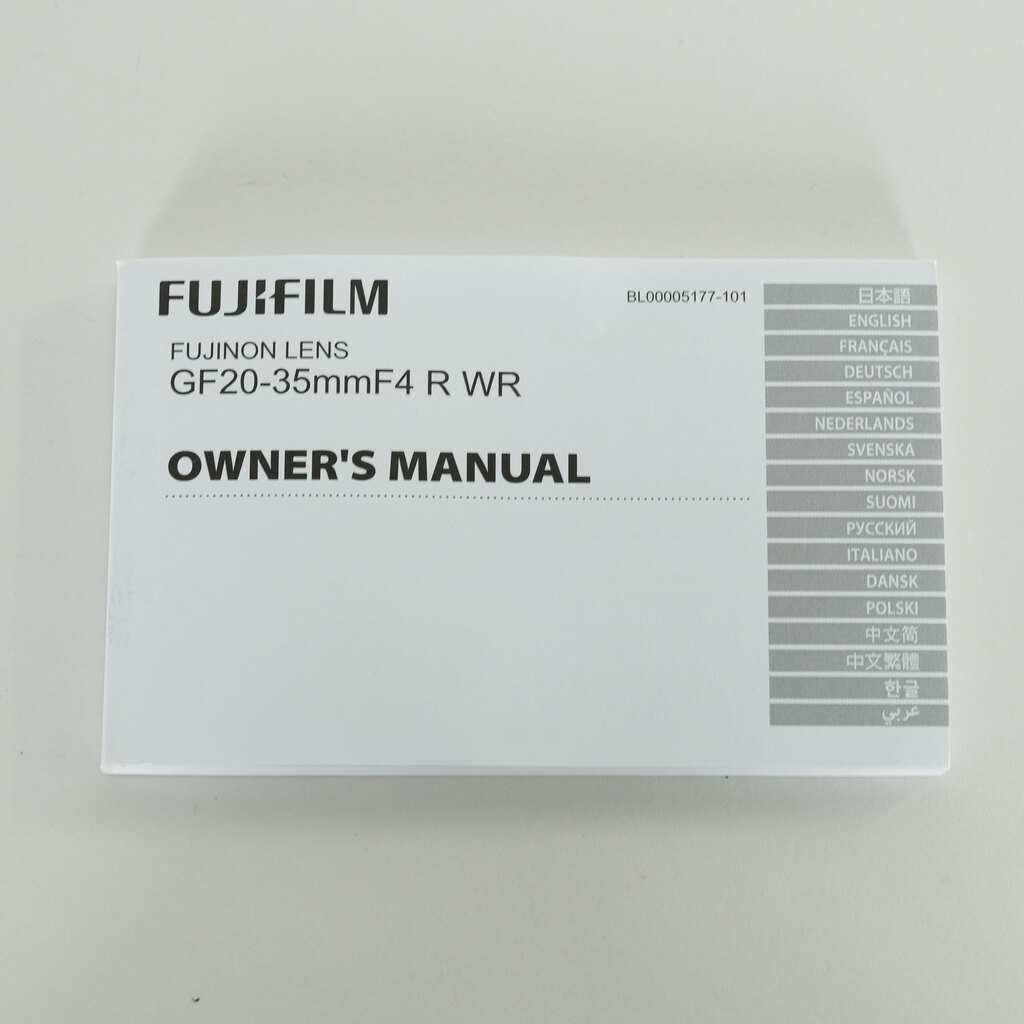 FUJIFILM
BL00005177-101
FUJINON LENS
GF20-35mmF4 R WR
OWNER'S MANUAL
日本語
ENGLISH
FRANÇAIS
DEUTSCH
ESPAÑOL
NEDERLANDS
SVENSKA
NORSK
SUOMI
РУССКИЙ
ITALIANO
DANSK
POLSKI
中文简
中文繁體
한글
عربي